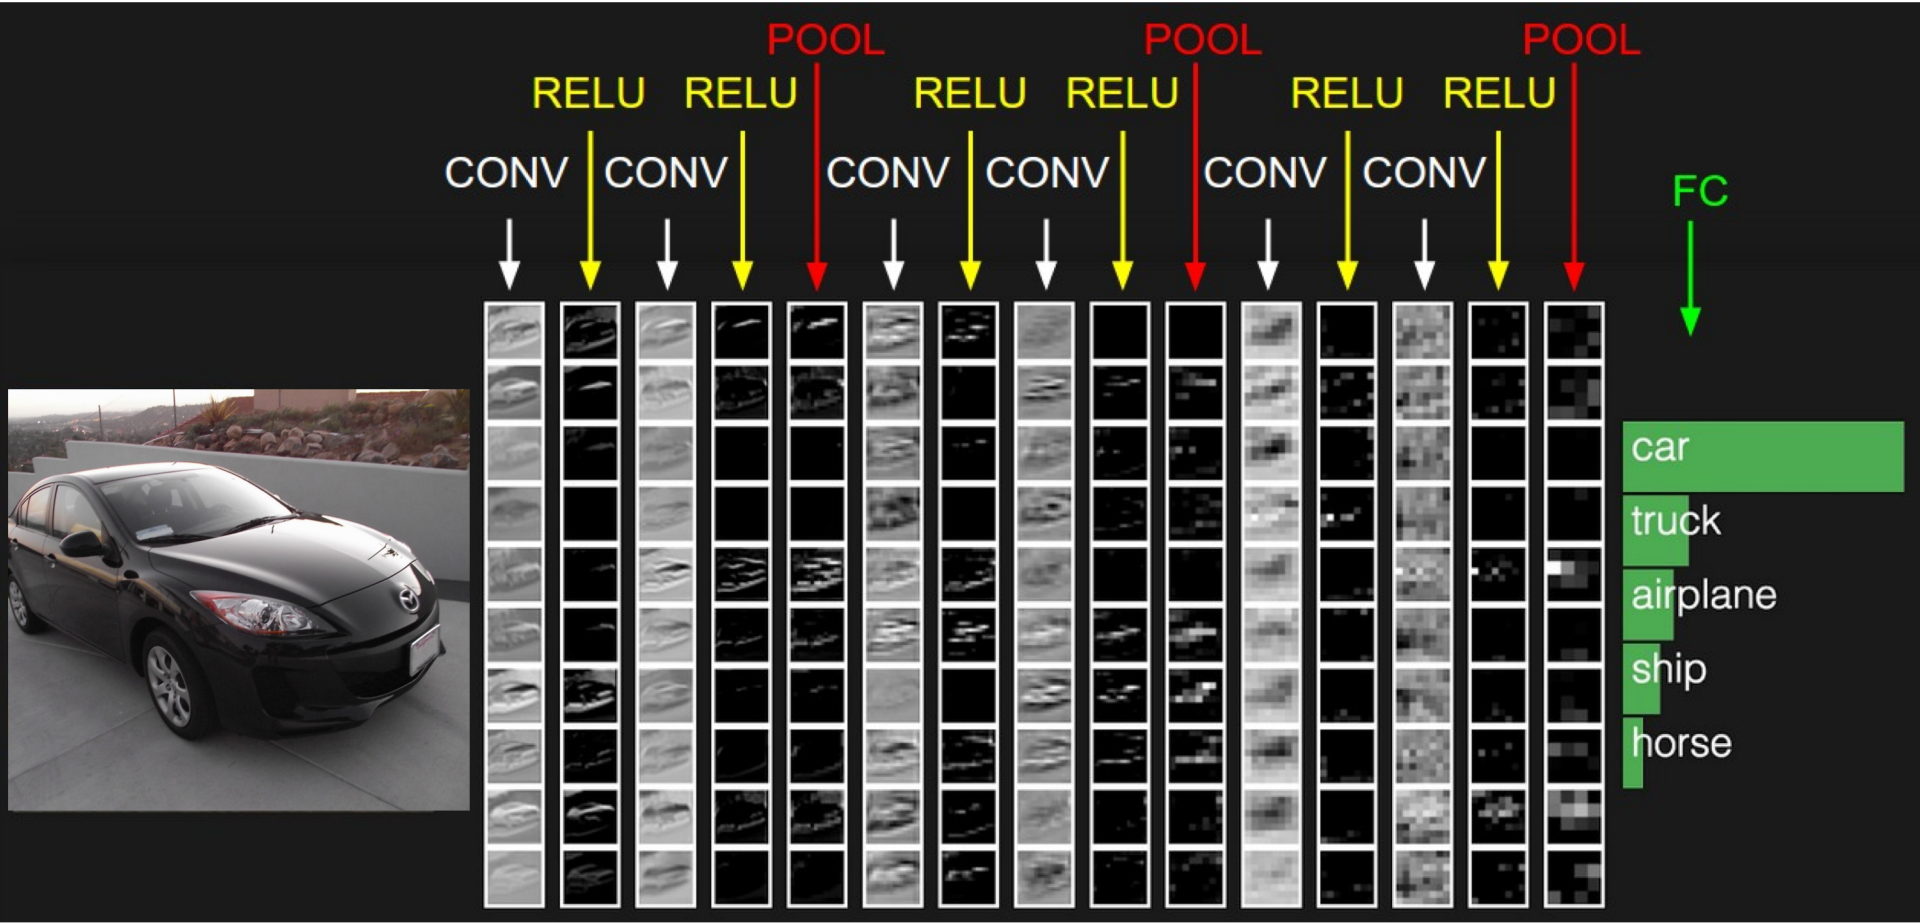 POOL POOL POOL
RELU RELU RELU RELU RELU RELU
CONV CONV CONV CONV CONV CONV
FC
car
truck
airplane
ship
horse